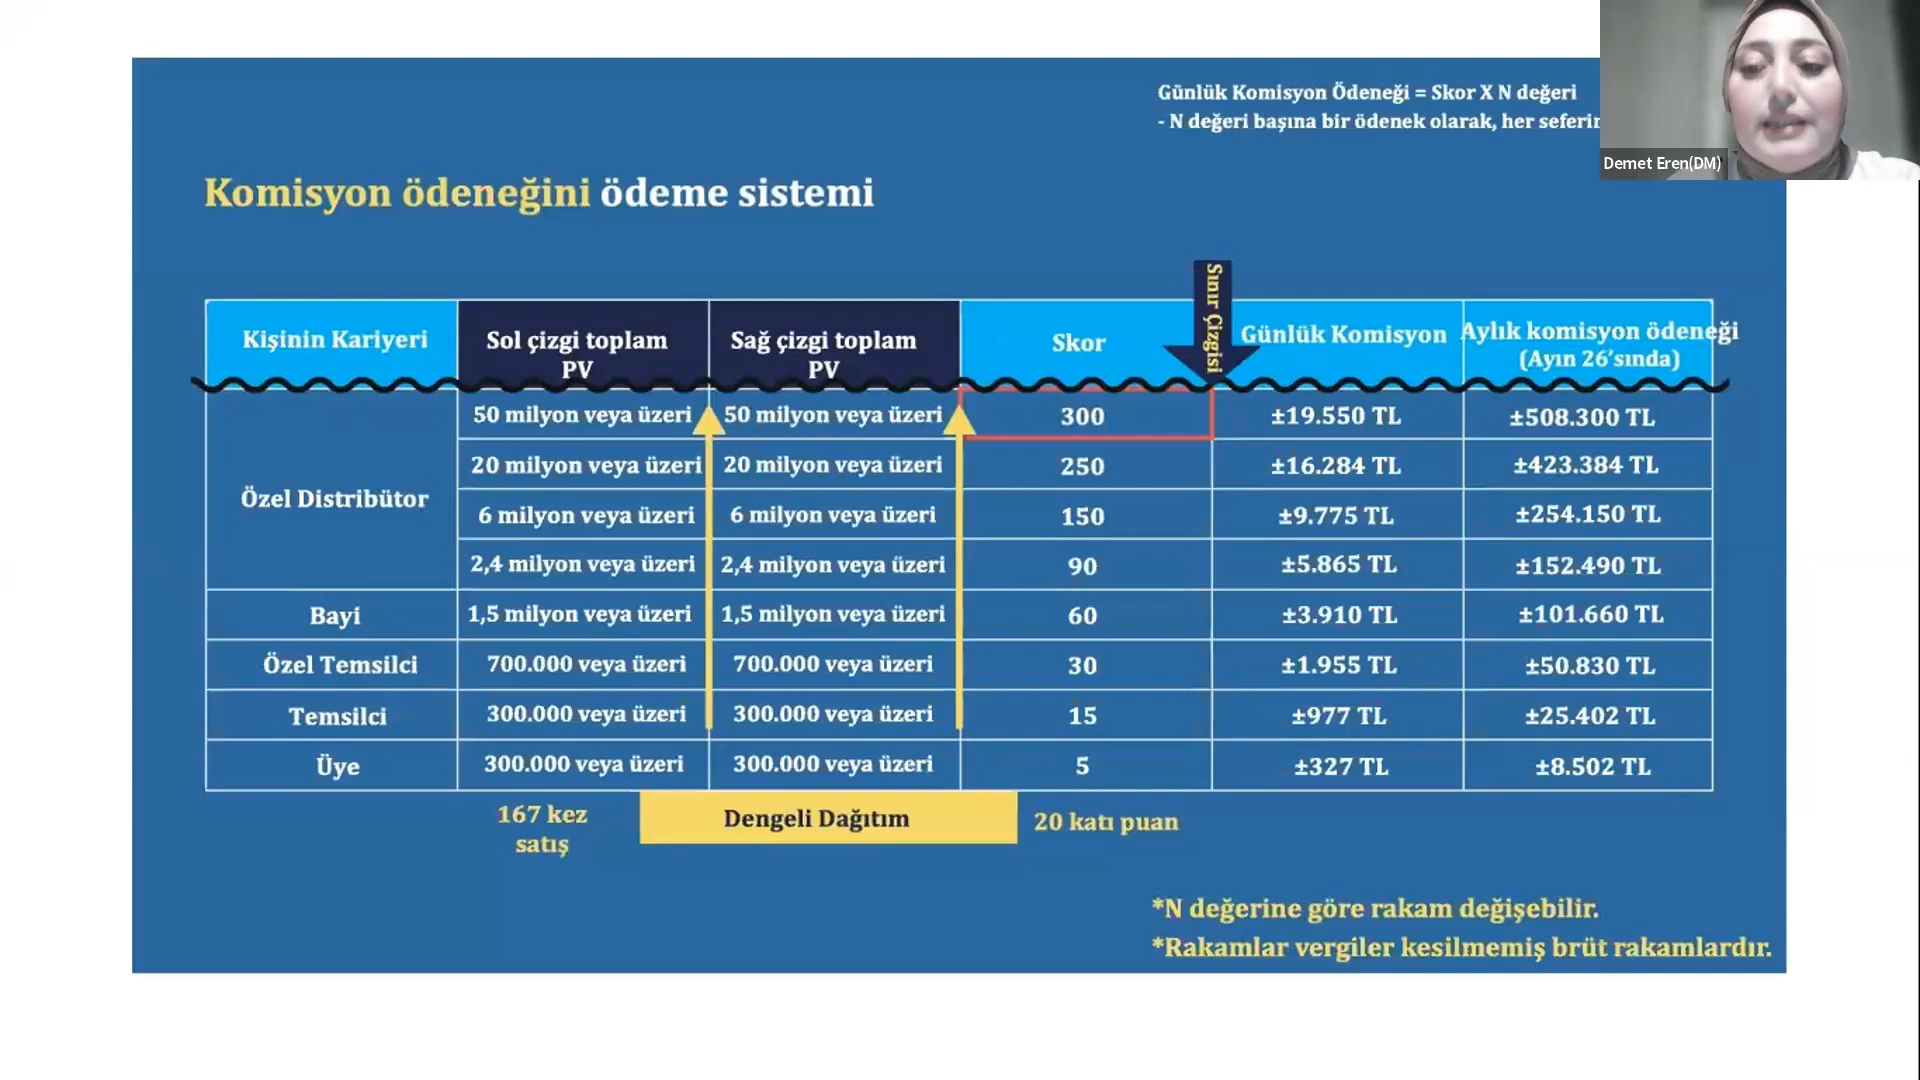 Günlük Komisyon Ödeneği = Skor X N değeri
- N değeri başına bir ödenek olarak, her
Demet Eren(DM)
Komisyon ödeneğini ödeme sistemi
Sınır Çizgisi
Kişinin Kariyeri
Sol çizgi toplam
PV
Sağ çizgi toplam
PV
Skor
Günlük Komisyon
Aylık komisyon ödeneği
(Ayın 26'sında)
Özel Distribütor
50 milyon veya üzeri
50 milyon veya üzeri
300
±19.550 TL
±508.300 TL
20 milyon veya üzeri
20 milyon veya üzeri
250
±16.284 TL
±423.384 TL
6 milyon veya üzeri
6 milyon veya üzeri
150
±9.775 TL
±254.150 TL
2,4 milyon veya üzeri
2,4 milyon veya üzeri
90
±5.865 TL
±152.490 TL
Bayi
1,5 milyon veya üzeri
1,5 milyon veya üzeri
60
±3.910 TL
±101.660 TL
Özel Temsilci
700.000 veya üzeri
700.000 veya üzeri
30
±1.955 TL
±50.830 TL
Temsilci
300.000 veya üzeri
300.000 veya üzeri
15
±977 TL
±25.402 TL
Üye
300.000 veya üzeri
300.000 veya üzeri
5
±327 TL
±8.502 TL
167 kez
satış
Dengeli Dağıtım
20 katı puan
*N değerine göre rakam değişebilir.
*Rakamlar vergiler kesilmemiş brüt rakamlardır.